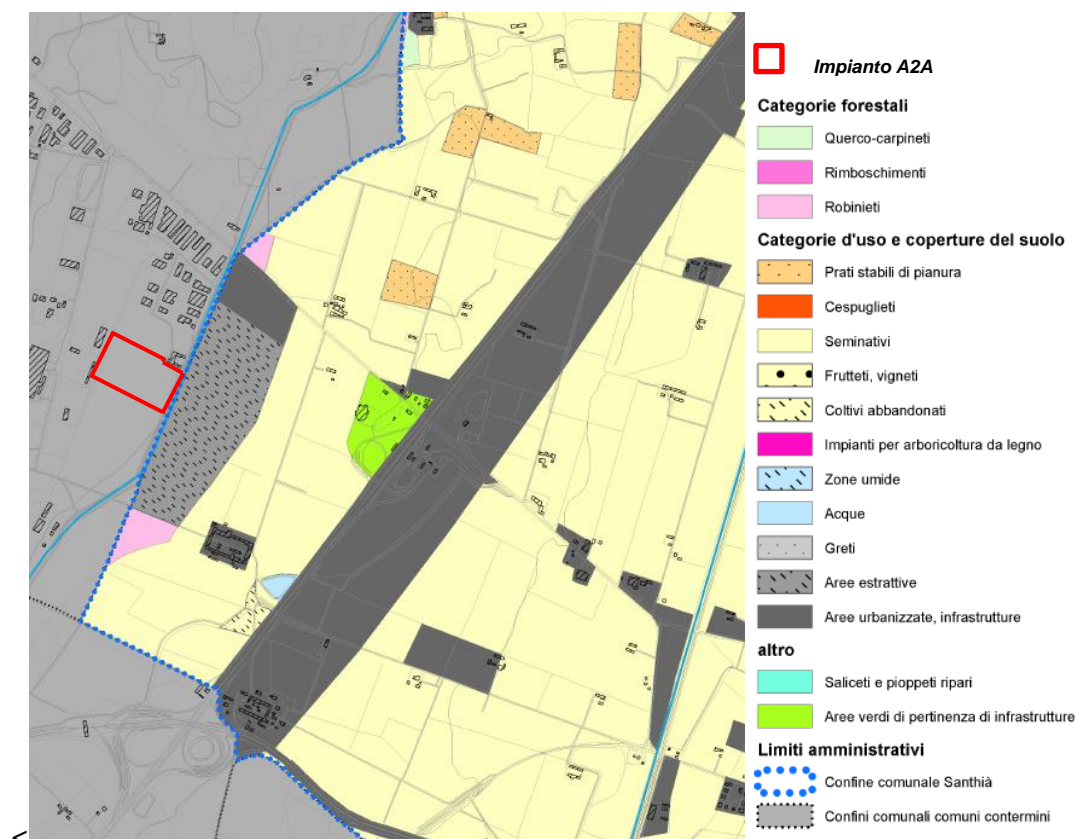 Impianto A2A
Categorie forestali
Querco-carpineti
Rimboschimenti
Robinieti
Categorie d'uso e coperture del suolo
Prati stabili di pianura
Cespuglieti
Seminativi
Frutteti, vigneti
Coltivi abbandonati
Impianti per arboricoltura da legno
Zone umide
Acque
Greti
Aree estrattive
Aree urbanizzate, infrastrutture
altro
Saliceti e pioppeti ripari
Aree verdi di pertinenza di infrastrutture
Limiti amministrativi
Confine comunale Santhià
Confini comunali comuni contermini
<